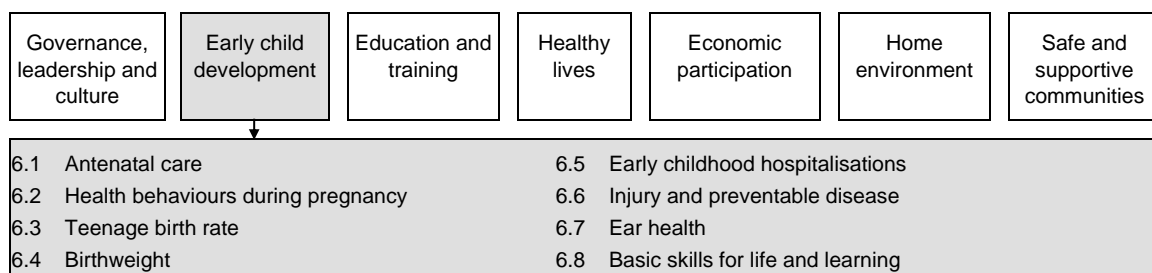 Governance,
leadership and
culture
Early child
development
Education and
training
Healthy
lives
Economic
participation
Home
environment
Safe and
supportive
communities
6.1 Antenatal care
6.2 Health behaviours during pregnancy
6.3 Teenage birth rate
6.4 Birthweight
6.5 Early childhood hospitalisations
6.6 Injury and preventable disease
6.7 Ear health
6.8 Basic skills for life and learning